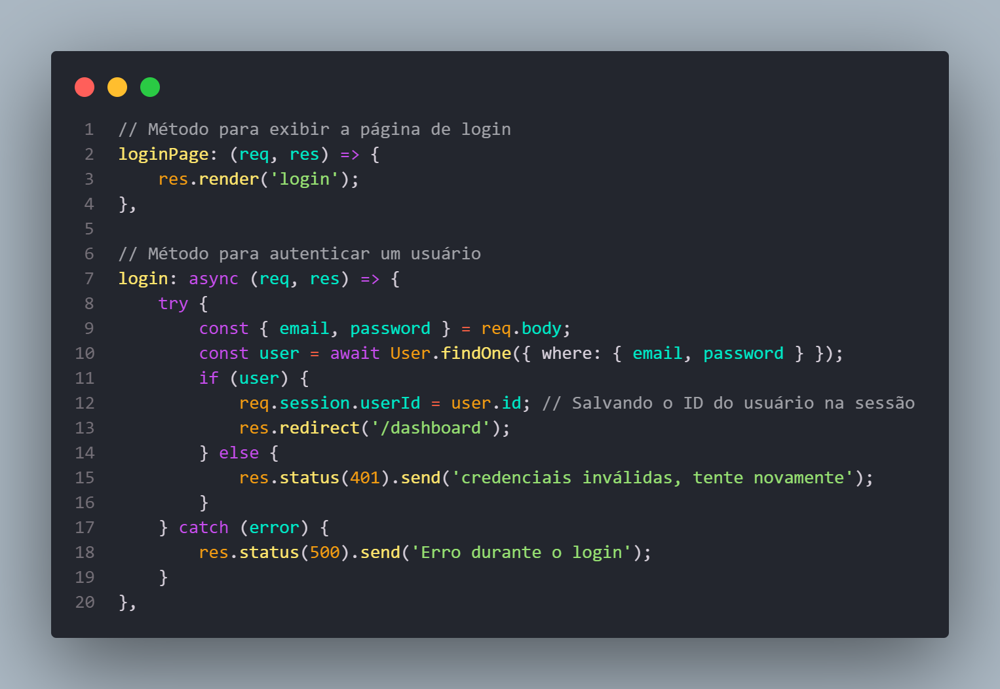 1 // Método para exibir a página de login
2 loginPage: (req, res) => {
3     res.render('login');
4 },
5
6 // Método para autenticar um usuário
7 login: async (req, res) => {
8     try {
9         const { email, password } = req.body;
10         const user = await User.findOne({ where: { email, password } });
11         if (user) {
12             req.session.userId = user.id; // Salvando o ID do usuário na sessão
13             res.redirect('/dashboard');
14         } else {
15             res.status(401).send('credenciais inválidas, tente novamente');
16         }
17     } catch (error) {
18         res.status(500).send('Erro durante o login');
19     }
20 },